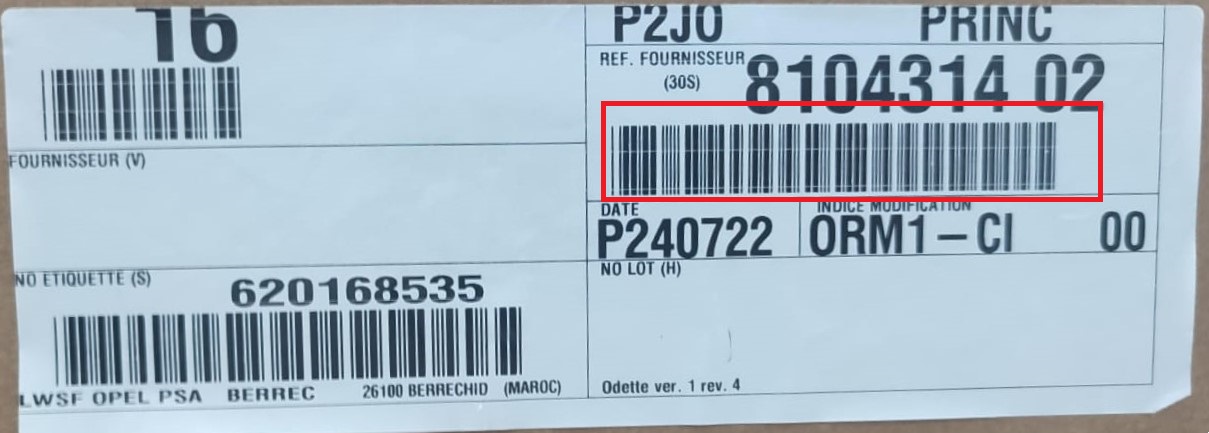 16
P2JO PRINC
REF. FOURNISSEUR
(30S)
8104314 02
FOURNISSEUR (V)
DATE
P240722
INDICE MODIFICATION
ORM1 – CI 00
NO ETIQUETTE (S)
620168535
NO LOT (H)
LWSF OPEL PSA BERREC 26100 BERRECHID (MAROC)
Odette ver. 1 rev. 4